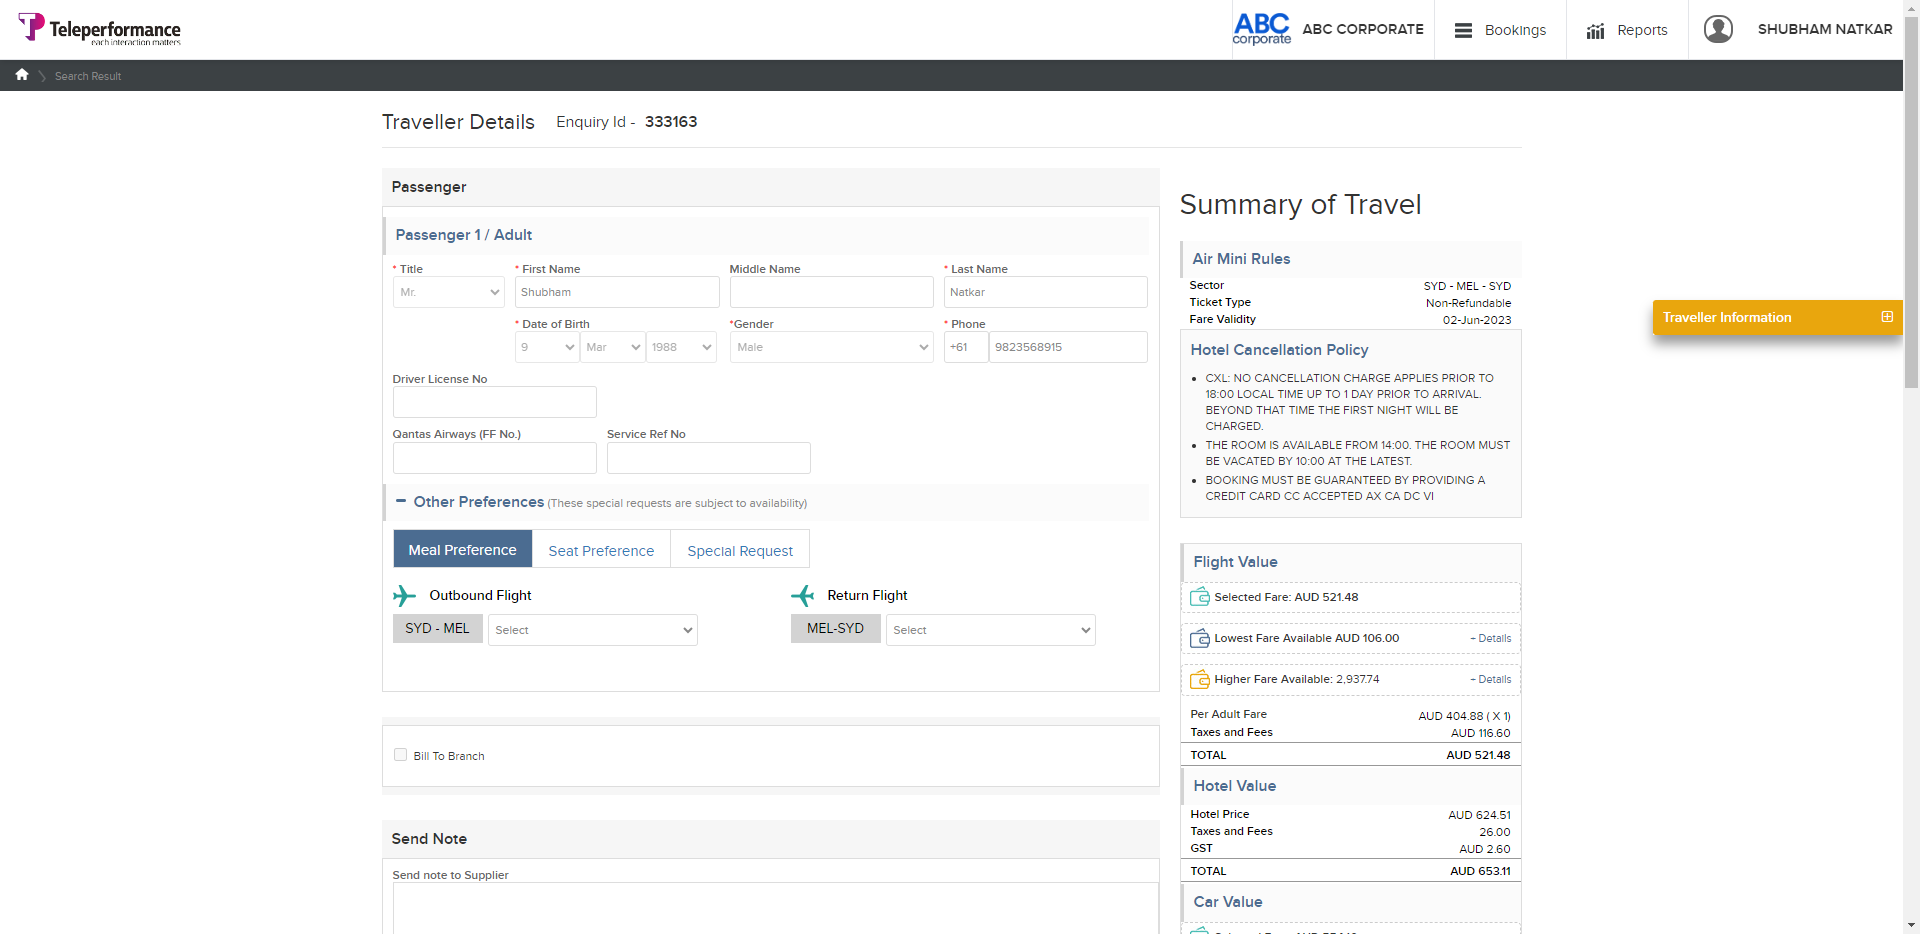 Teleperformance
each interaction matters
ABC
corporate
ABC CORPORATE
Bookings
Reports
SHUBHAM NATKAR
Search Result
Traveller Details
Enquiry Id - 333163
Passenger
Passenger 1 / Adult
* Title
* First Name
Middle Name
* Last Name
Mr.
Shubham
Natkar
* Date of Birth
*Gender
* Phone
9
Mar
1988
Male
+61
9823568915
Driver License No
Qantas Airways (FF No.)
Service Ref No
Other Preferences (These special requests are subject to availability)
Meal Preference
Seat Preference
Special Request
Outbound Flight
Return Flight
SYD - MEL
Select
MEL-SYD
Select
Bill To Branch
Send Note
Send note to Supplier
Summary of Travel
Air Mini Rules
Sector SYD - MEL - SYD
Ticket Type Non-Refundable
Fare Validity 02-Jun-2023
Hotel Cancellation Policy
• CXL: NO CANCELLATION CHARGE APPLIES PRIOR TO
18:00 LOCAL TIME UP TO 1 DAY PRIOR TO ARRIVAL.
BEYOND THAT TIME THE FIRST NIGHT WILL BE
CHARGED.
• THE ROOM IS AVAILABLE FROM 14:00. THE ROOM MUST
BE VACATED BY 10:00 AT THE LATEST.
• BOOKING MUST BE GUARANTEED BY PROVIDING A
CREDIT CARD CC ACCEPTED AX CA DC VI
Flight Value
Selected Fare: AUD 521.48
Lowest Fare Available AUD 106.00 + Details
Higher Fare Available: 2,937.74 + Details
Per Adult Fare AUD 404.88 ( X 1)
Taxes and Fees AUD 116.60
TOTAL AUD 521.48
Hotel Value
Hotel Price AUD 624.51
Taxes and Fees 26.00
GST AUD 2.60
TOTAL AUD 653.11
Car Value
Traveller Information